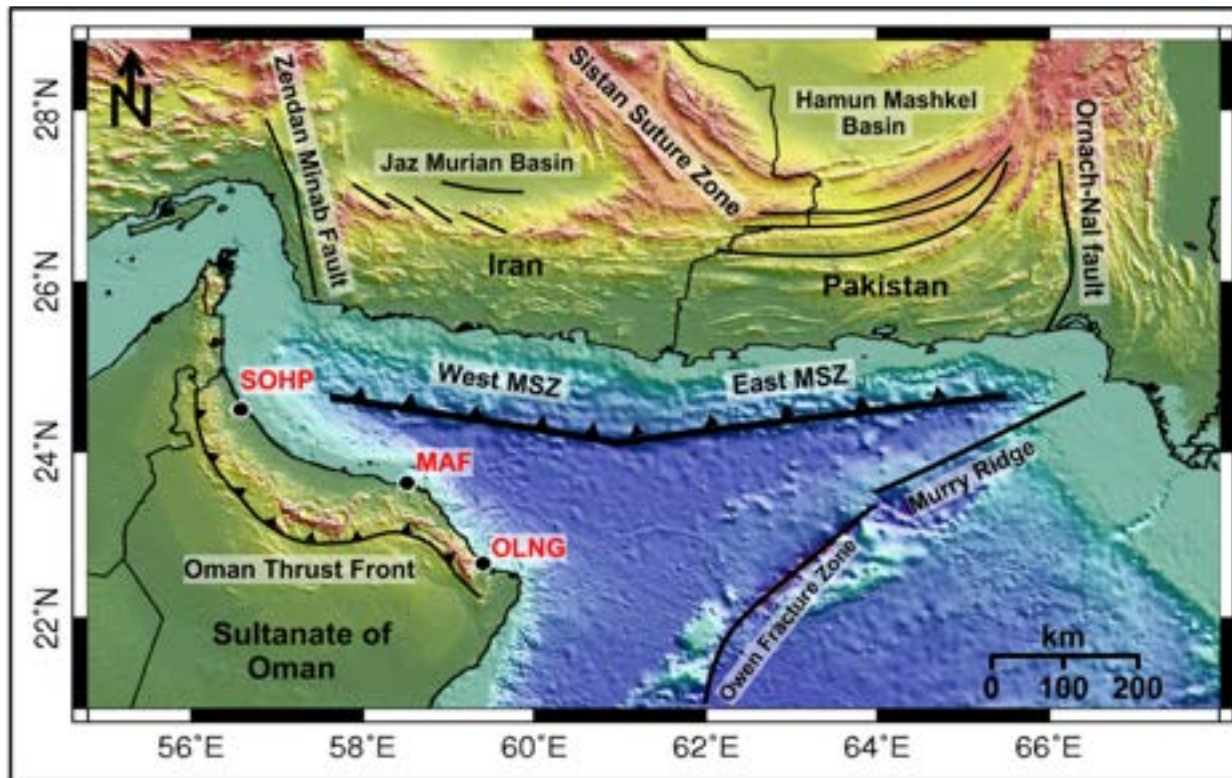 N
28°N
26°N
24°N
22°N
Zendan Minab Fault
Sistan Suture Zone
Hamun Mashkel
Basin
Ornach-Nal fault
Jaz Murian Basin
Iran
Pakistan
SOHP
West MSZ
East MSZ
MAF
Murry Ridge
OLNG
Oman Thrust Front
Owen Fracture Zone
Sultanate of
Oman
km
0 100 200
56°E 58°E 60°E 62°E 64°E 66°E